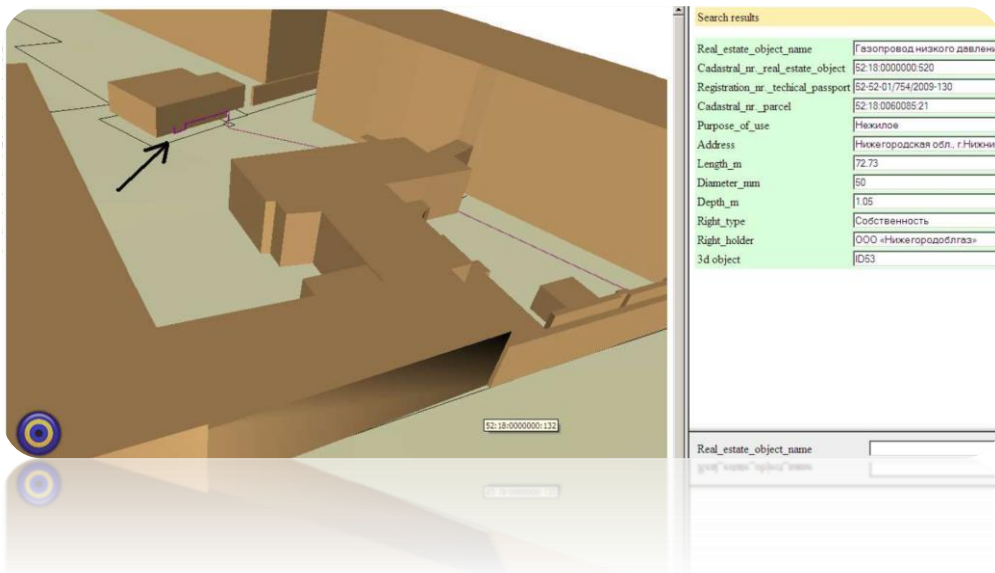 Search results
Real_estate_object_name Газопровод низкого давлени
Cadastral_nr._real_estate_object 52:18:0000000:520
Registration_nr._techical_passport 52-52-01/754/2009-130
Cadastral_nr._parcel 52:18:0060085:21
Purpose_of_use Нежилое
Address Нижегородская обл., г.Нижни
Length_m 72.73
Diameter_mm 50
Depth_m 1.05
Right_type Собственность
Right_holder ООО «Нижегородоблгаз»
3d object ID53
52:18:0000000:132
Real_estate_object_name